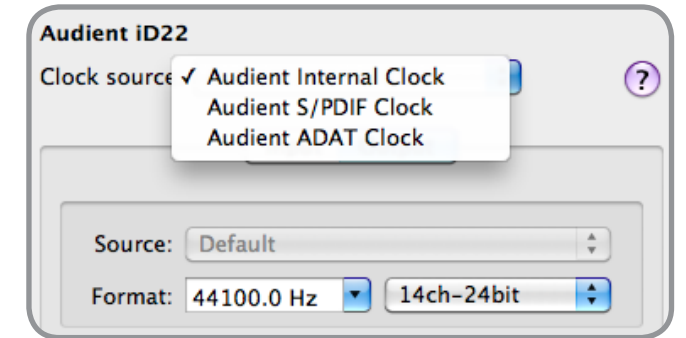 Audient iD22
Clock source ✓ Audient Internal Clock ?
Audient S/PDIF Clock
Audient ADAT Clock
Source: Default
Format: 44100.0 Hz 14ch-24bit